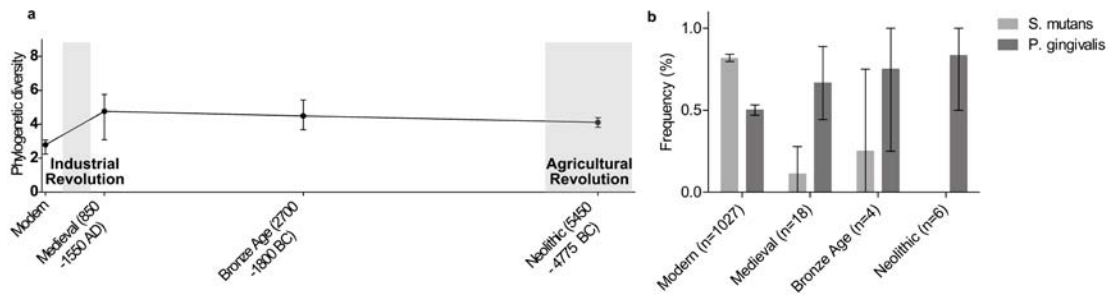 a
Phylogenetic diversity
8
6
4
2
0
Industrial
Revolution
Agricultural
Revolution
Modern
Medieval (850
-1550 AD)
Bronze Age (2700
-1800 BC)
Neolithic (5450
- 4775 BC)
b
Frequency (%)
1.0
0.5
0.0
Modern (n=1027)
Medieval (n=18)
Bronze Age (n=4)
Neolithic (n=6)
S. mutans
P. gingivalis